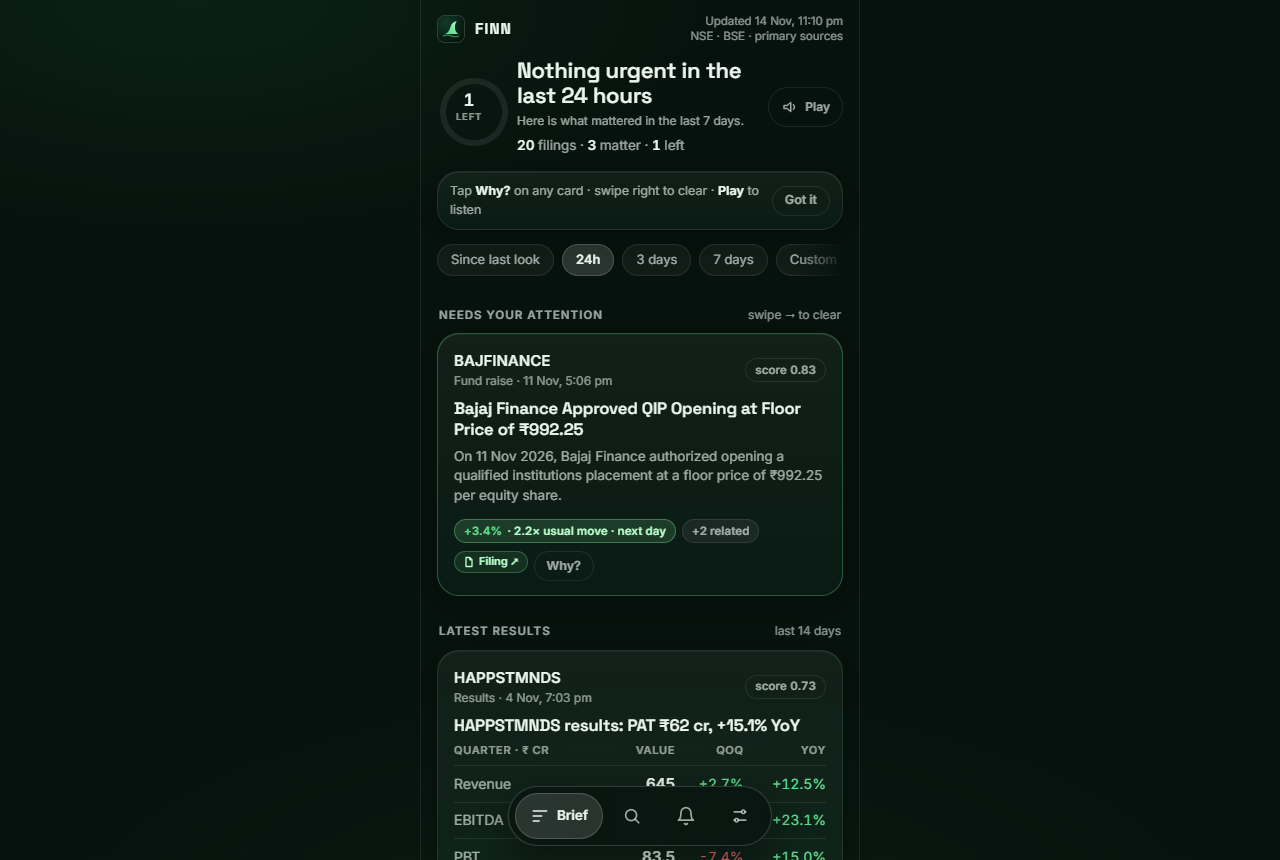 FINN
Updated 14 Nov, 11:10 pm
NSE · BSE · primary sources
1
LEFT
Nothing urgent in the
last 24 hours
Here is what mattered in the last 7 days.
20 filings · 3 matter · 1 left
Play
Tap Why? on any card · swipe right to clear · Play to
listen
Got it
Since last look
24h
3 days
7 days
Custom
NEEDS YOUR ATTENTION
swipe → to clear
BAJFINANCE
Fund raise · 11 Nov, 5:06 pm
score 0.83
Bajaj Finance Approved QIP Opening at Floor
Price of ₹992.25
On 11 Nov 2026, Bajaj Finance authorized opening a
qualified institutions placement at a floor price of ₹992.25
per equity share.
+3.4% · 2.2× usual move · next day
+2 related
Filing ↗
Why?
LATEST RESULTS
last 14 days
HAPPSTMNDS
Results · 4 Nov, 7:03 pm
score 0.73
HAPPSTMNDS results: PAT ₹62 cr, +15.1% YoY
QUARTER · ₹ CR VALUE QOQ YOY
Revenue 645 +2.7% +12.5%
EBITDA +23.1%
Brief
PBT 83.5 -7.4% +15.0%